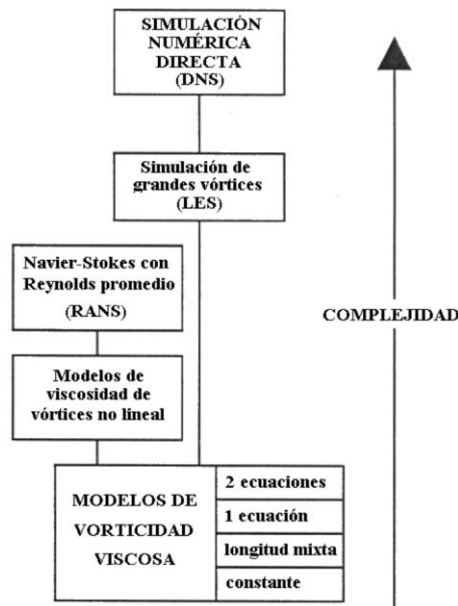 SIMULACIÓN
NUMÉRICA
DIRECTA
(DNS)
Simulación de
grandes vórtices
(LES)
Navier-Stokes con
Reynolds promedio
(RANS)
COMPLEJIDAD
Modelos de
viscosidad de
vórtices no lineal
MODELOS DE
VORTICIDAD
VISCOSA
2 ecuaciones
1 ecuación
longitud mixta
constante